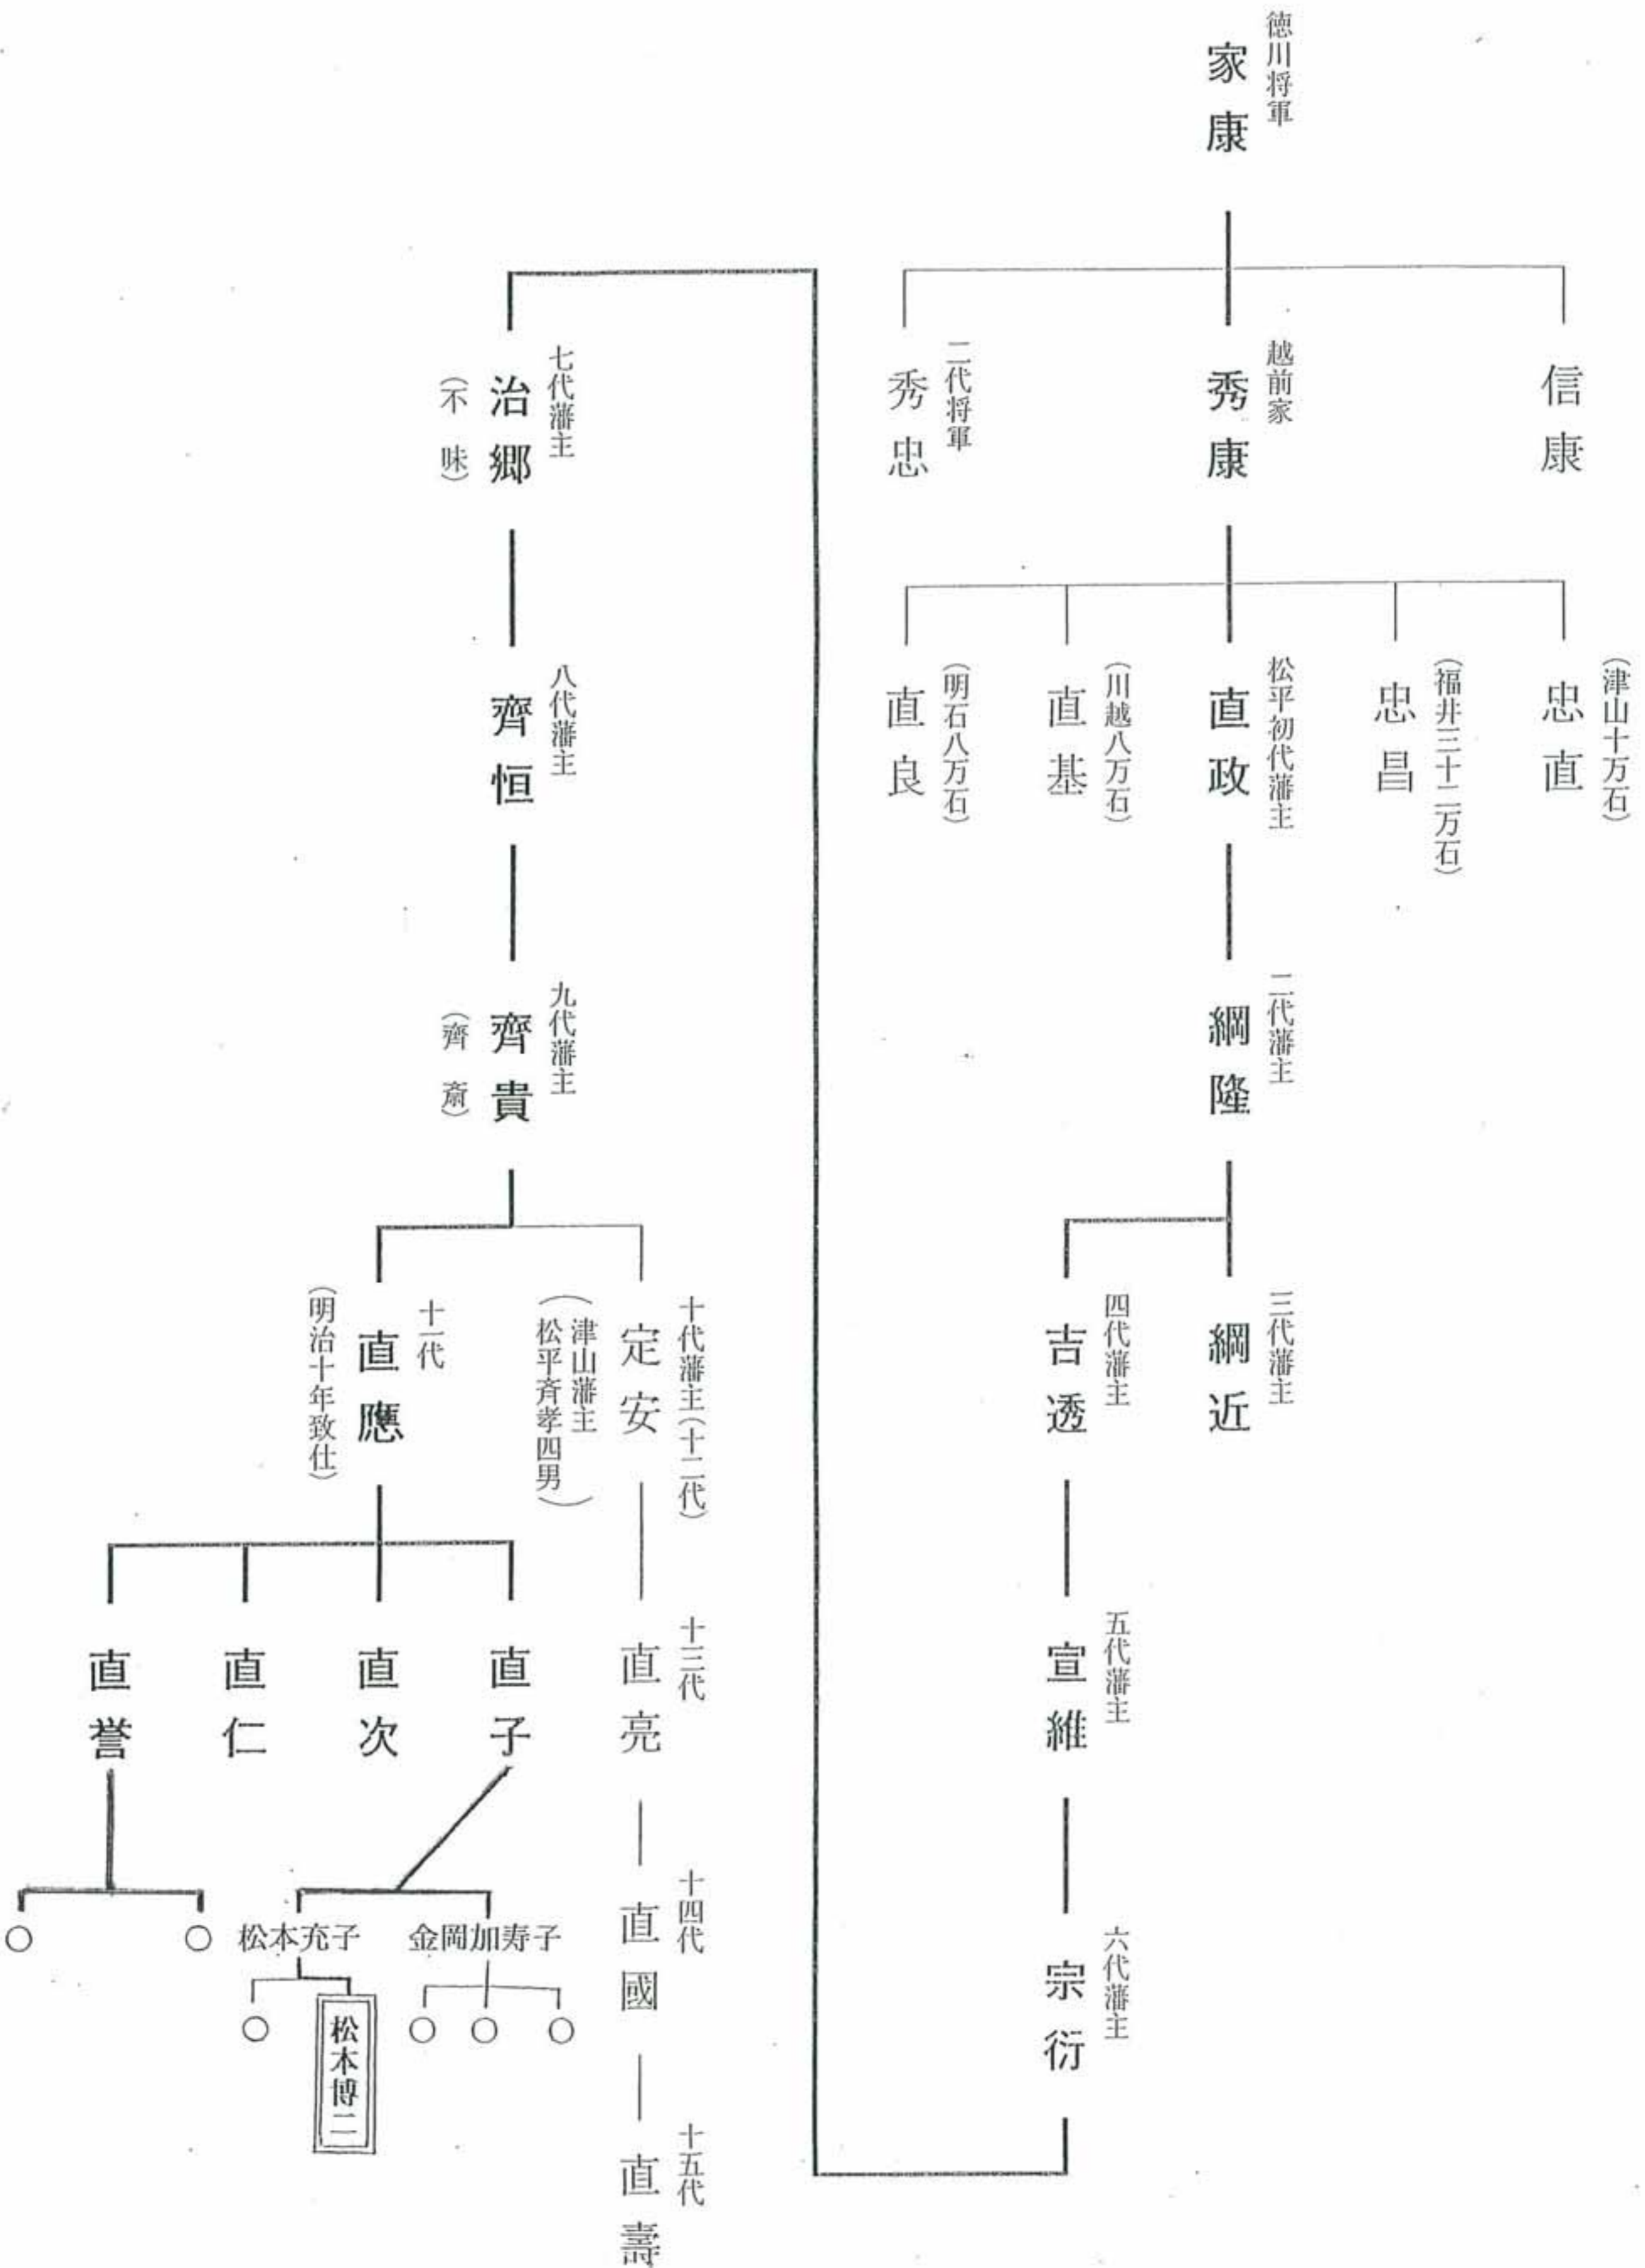 徳川将軍
家康
信康
越前家
秀康
二代将軍
秀忠
（津山十万石）
忠直
（福井三十二万石）
忠昌
松平初代藩主
直政
（川越八万石）
直基
（明石八万石）
直良
二代藩主
綱隆
三代藩主
綱近
四代藩主
吉透
五代藩主
宣維
六代藩主
宗衍
七代藩主
治郷
（不味）
八代藩主
齊恒
九代藩主
齊貴
（齊斎）
十代藩主（十二代）
定安
（津山藩主
松平斉孝四男）
十三代
直亮
十四代
直國
十五代
直壽
十一代
直應
（明治十年致仕）
直子
直次
直仁
直誉
金岡加寿子
松本充子
松本博二